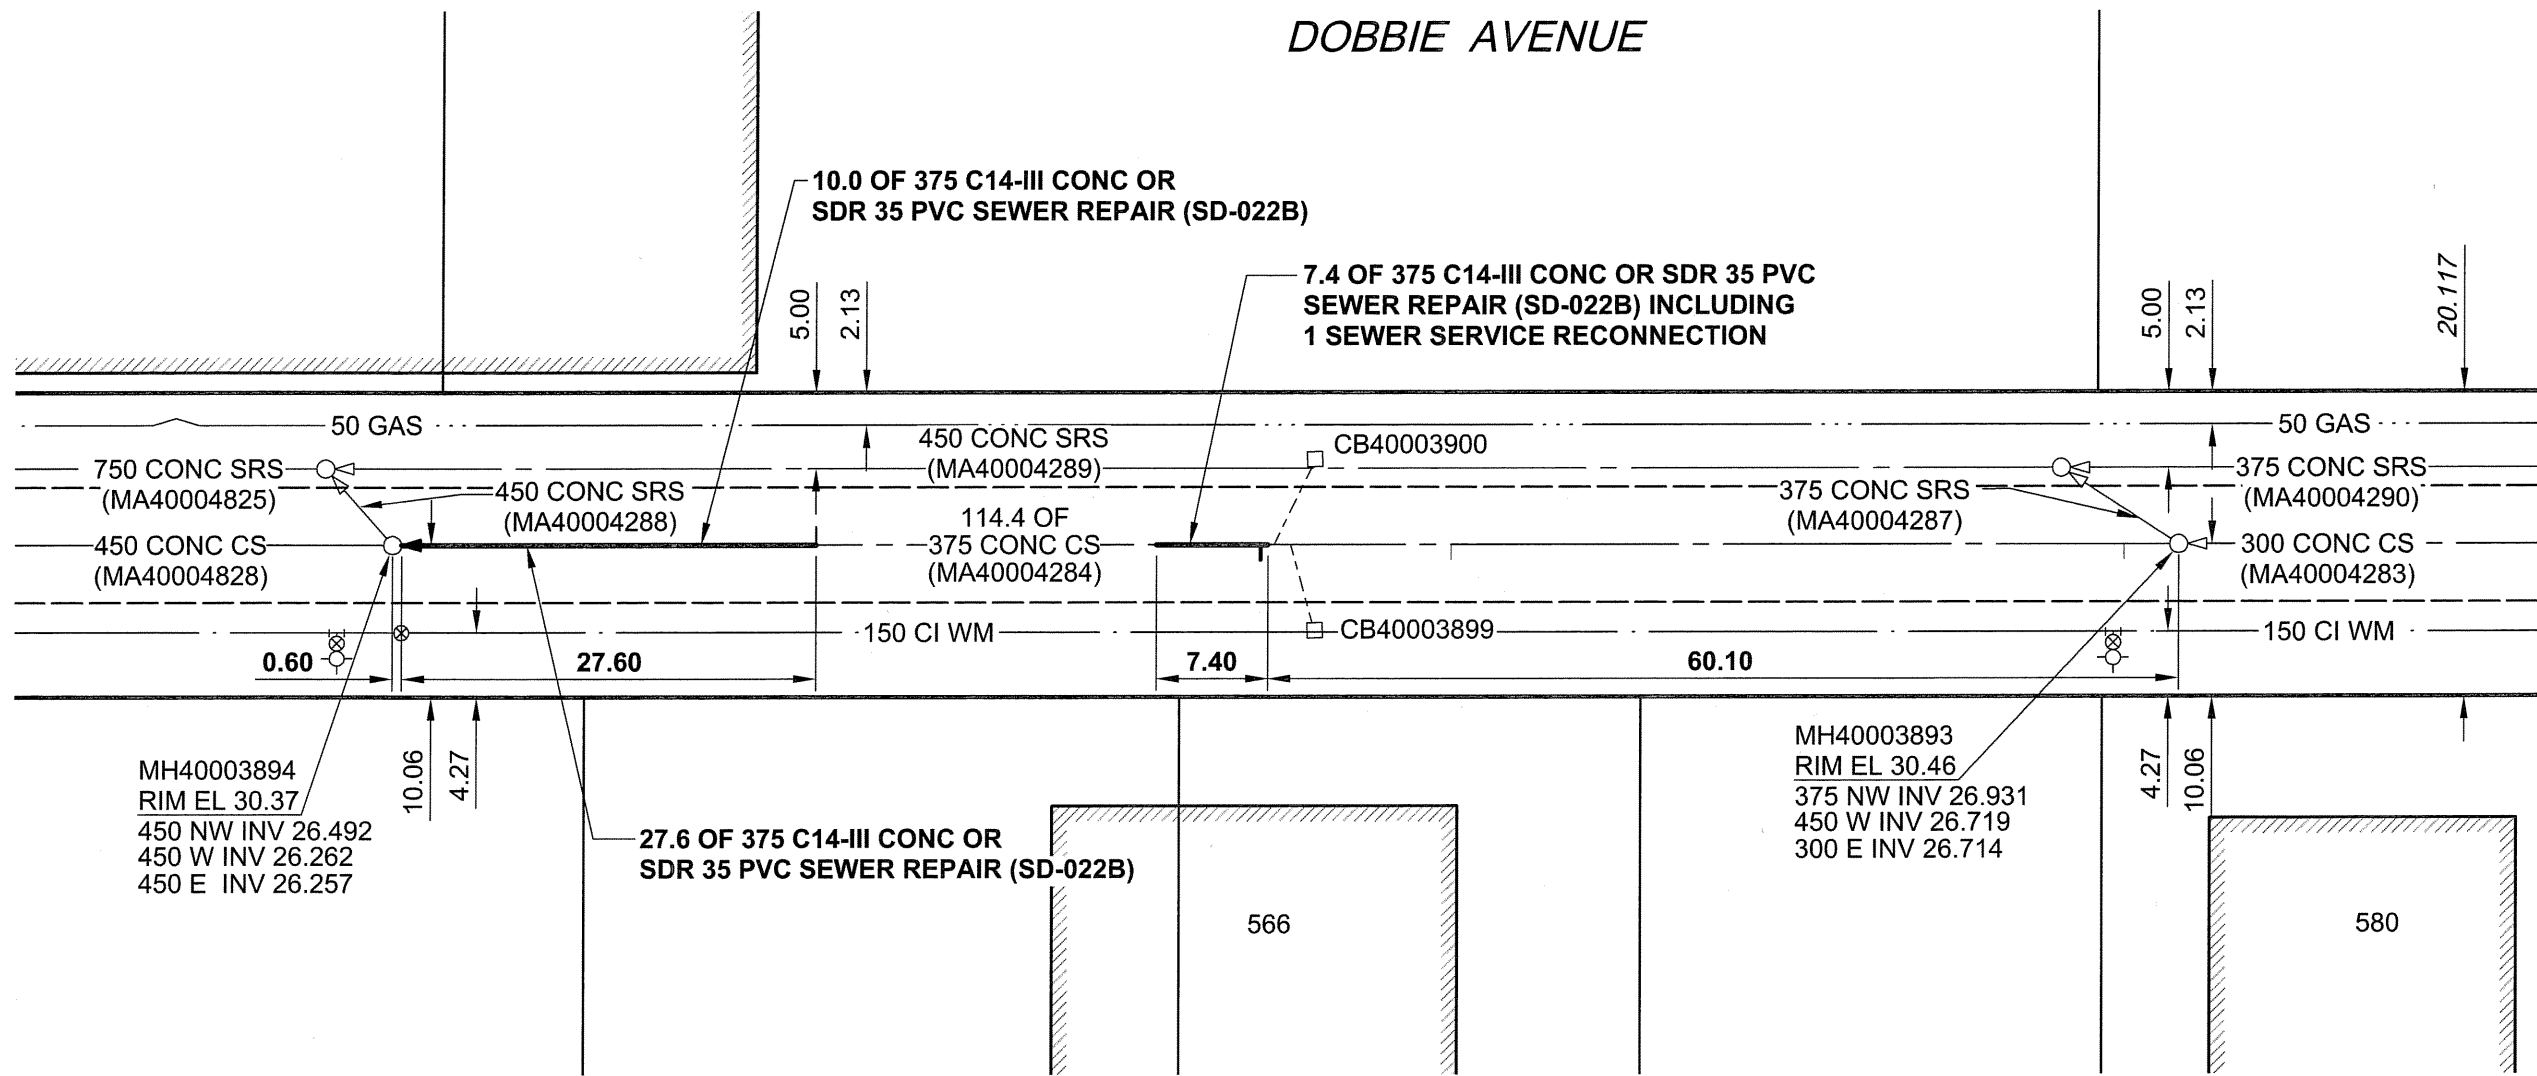 DOBBIE AVENUE
10.0 OF 375 C14-III CONC OR
SDR 35 PVC SEWER REPAIR (SD-022B)
7.4 OF 375 C14-III CONC OR SDR 35 PVC
SEWER REPAIR (SD-022B) INCLUDING
1 SEWER SERVICE RECONNECTION
5.00
2.13
5.00
2.13
20.117
50 GAS
50 GAS
450 CONC SRS
(MA40004289)
CB40003900
750 CONC SRS
(MA40004825)
375 CONC SRS
(MA40004290)
450 CONC SRS
(MA40004288)
375 CONC SRS
(MA40004287)
450 CONC CS
(MA40004828)
114.4 OF
375 CONC CS
(MA40004284)
300 CONC CS
(MA40004283)
150 CI WM
CB40003899
150 CI WM
0.60
27.60
7.40
60.10
10.06
4.27
4.27
10.06
MH40003894
RIM EL 30.37
450 NW INV 26.492
450 W INV 26.262
450 E INV 26.257
27.6 OF 375 C14-III CONC OR
SDR 35 PVC SEWER REPAIR (SD-022B)
MH40003893
RIM EL 30.46
375 NW INV 26.931
450 W INV 26.719
300 E INV 26.714
566
580